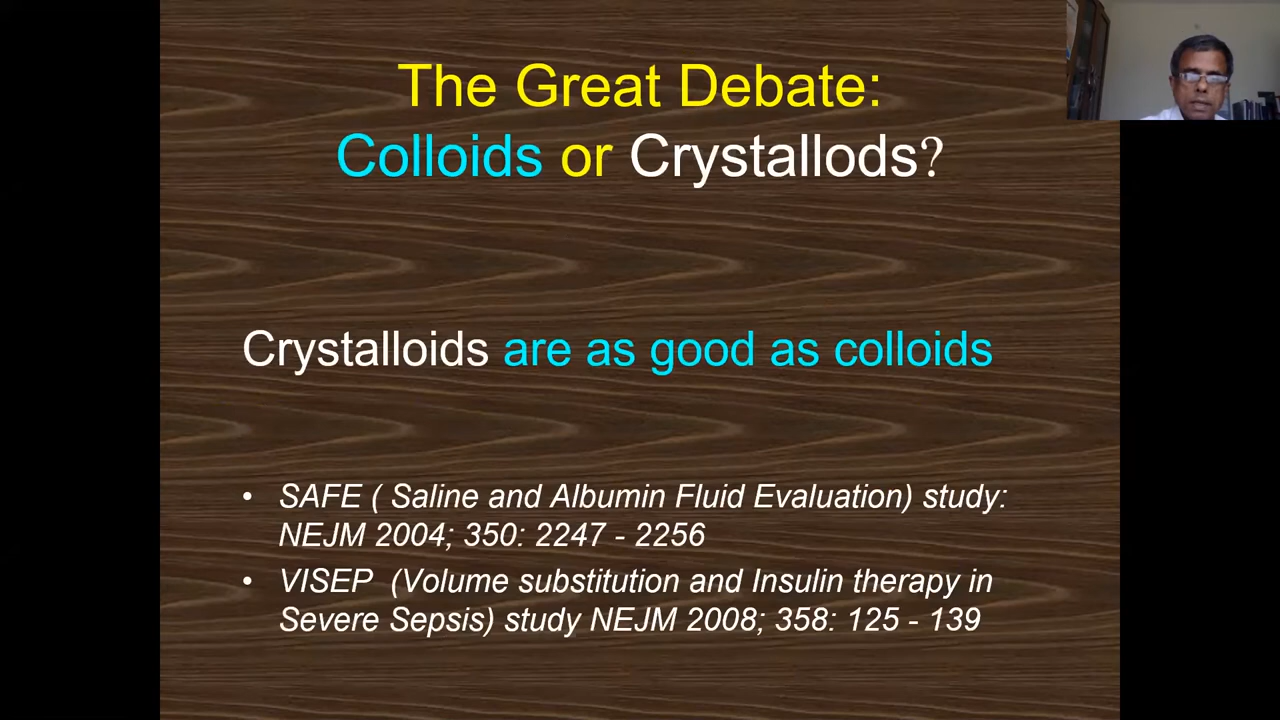 The Great Debate:
Colloids or Crystallods?
Crystalloids are as good as colloids
• SAFE ( Saline and Albumin Fluid Evaluation) study:
NEJM 2004; 350: 2247 - 2256
• VISEP (Volume substitution and Insulin therapy in
Severe Sepsis) study NEJM 2008; 358: 125 - 139